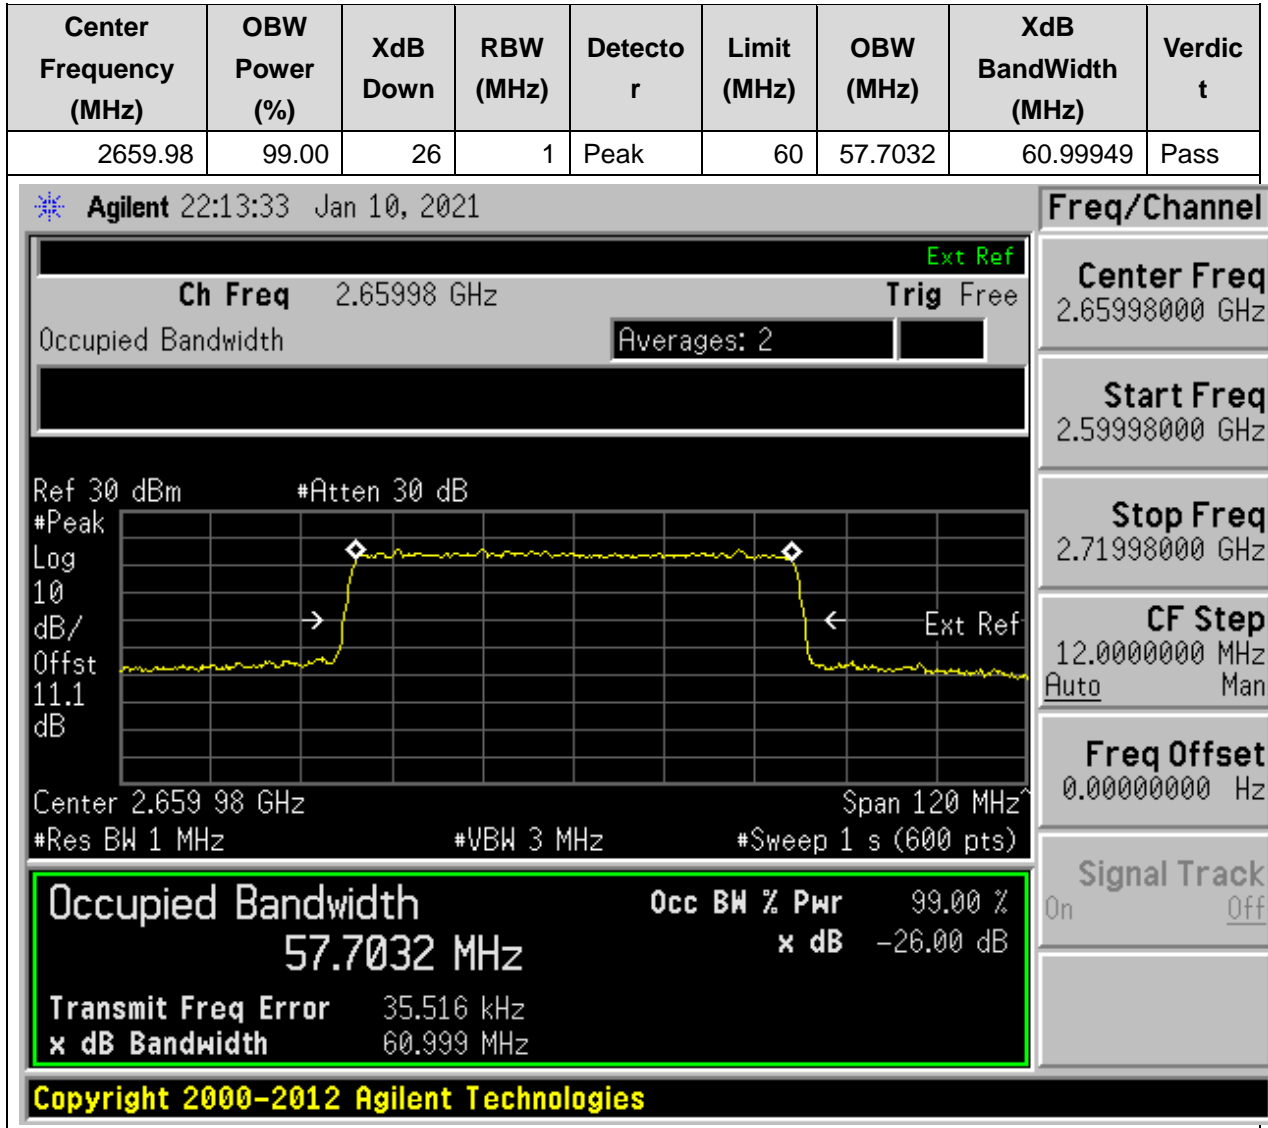 Center Frequency (MHz) OBW Power (%) XdB Down RBW (MHz) Detector Limit (MHz) OBW (MHz) XdB BandWidth (MHz) Verdict
2659.98 99.00 26 1 Peak 60 57.7032 60.99949 Pass
Agilent 22:13:33 Jan 10, 2021
Ext Ref
Ch Freq 2.65998 GHz Trig Free
Occupied Bandwidth Averages: 2
Ref 30 dBm #Atten 30 dB
#Peak
Log
10
dB/
Offst
11.1
dB
Ext Ref
Center 2.659 98 GHz Span 120 MHz^
#Res BW 1 MHz #VBW 3 MHz #Sweep 1 s (600 pts)
Occupied Bandwidth
57.7032 MHz
Occ BW % Pwr 99.00 %
x dB -26.00 dB
Transmit Freq Error 35.516 kHz
x dB Bandwidth 60.999 MHz
Copyright 2000-2012 Agilent Technologies
Freq/Channel
Center Freq
2.65998000 GHz
Start Freq
2.59998000 GHz
Stop Freq
2.71998000 GHz
CF Step
12.0000000 MHz
Auto Man
Freq Offset
0.00000000 Hz
Signal Track
On Off